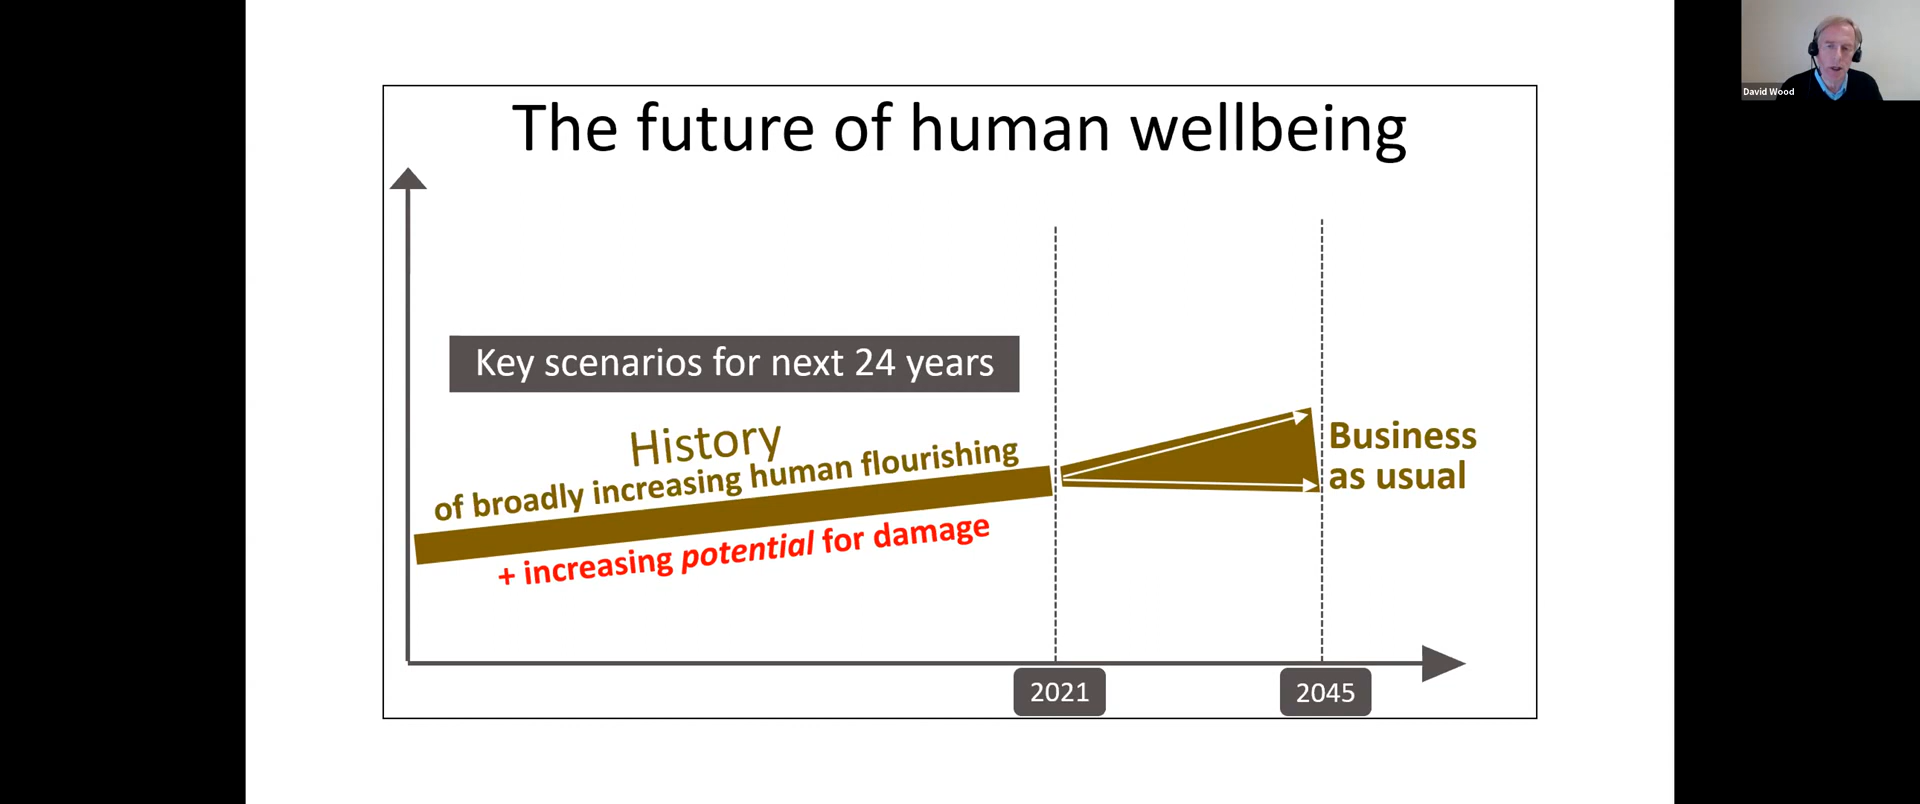 The future of human wellbeing
David Wood
Key scenarios for next 24 years
History
of broadly increasing human flourishing
+ increasing potential for damage
Business
as usual
2021
2045